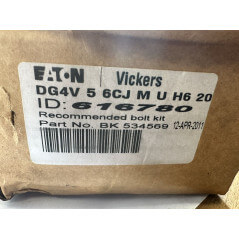 EATON Vickers
DG4V 5 6CJ M U H6 20
ID: 616780
Recommended bolt kit
Part No. BK 534569 12-APR-2011